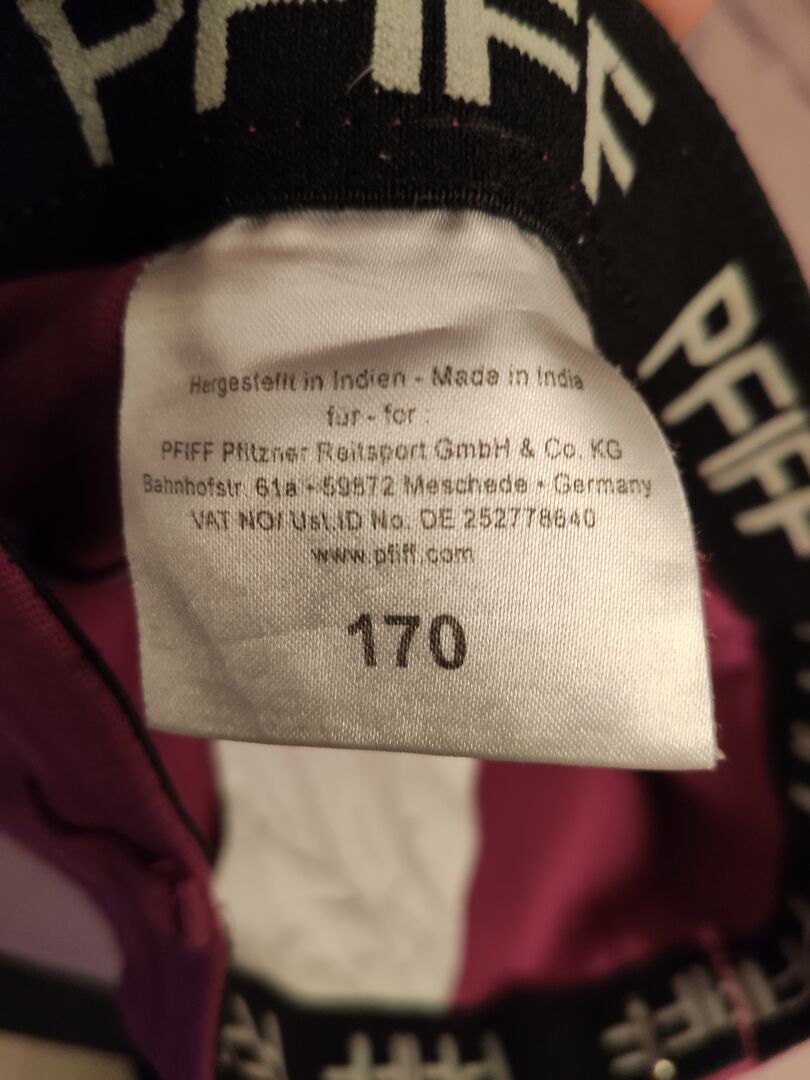 PFIFF
PFIFF
Hergestellt in Indien - Made in India
für - for :
PFIFF Pfitzner Reitsport GmbH & Co. KG
Bahnhofstr. 61a • 59872 Meschede • Germany
VAT NO/ Ust.ID No. DE 252778640
www.pfiff.com
170